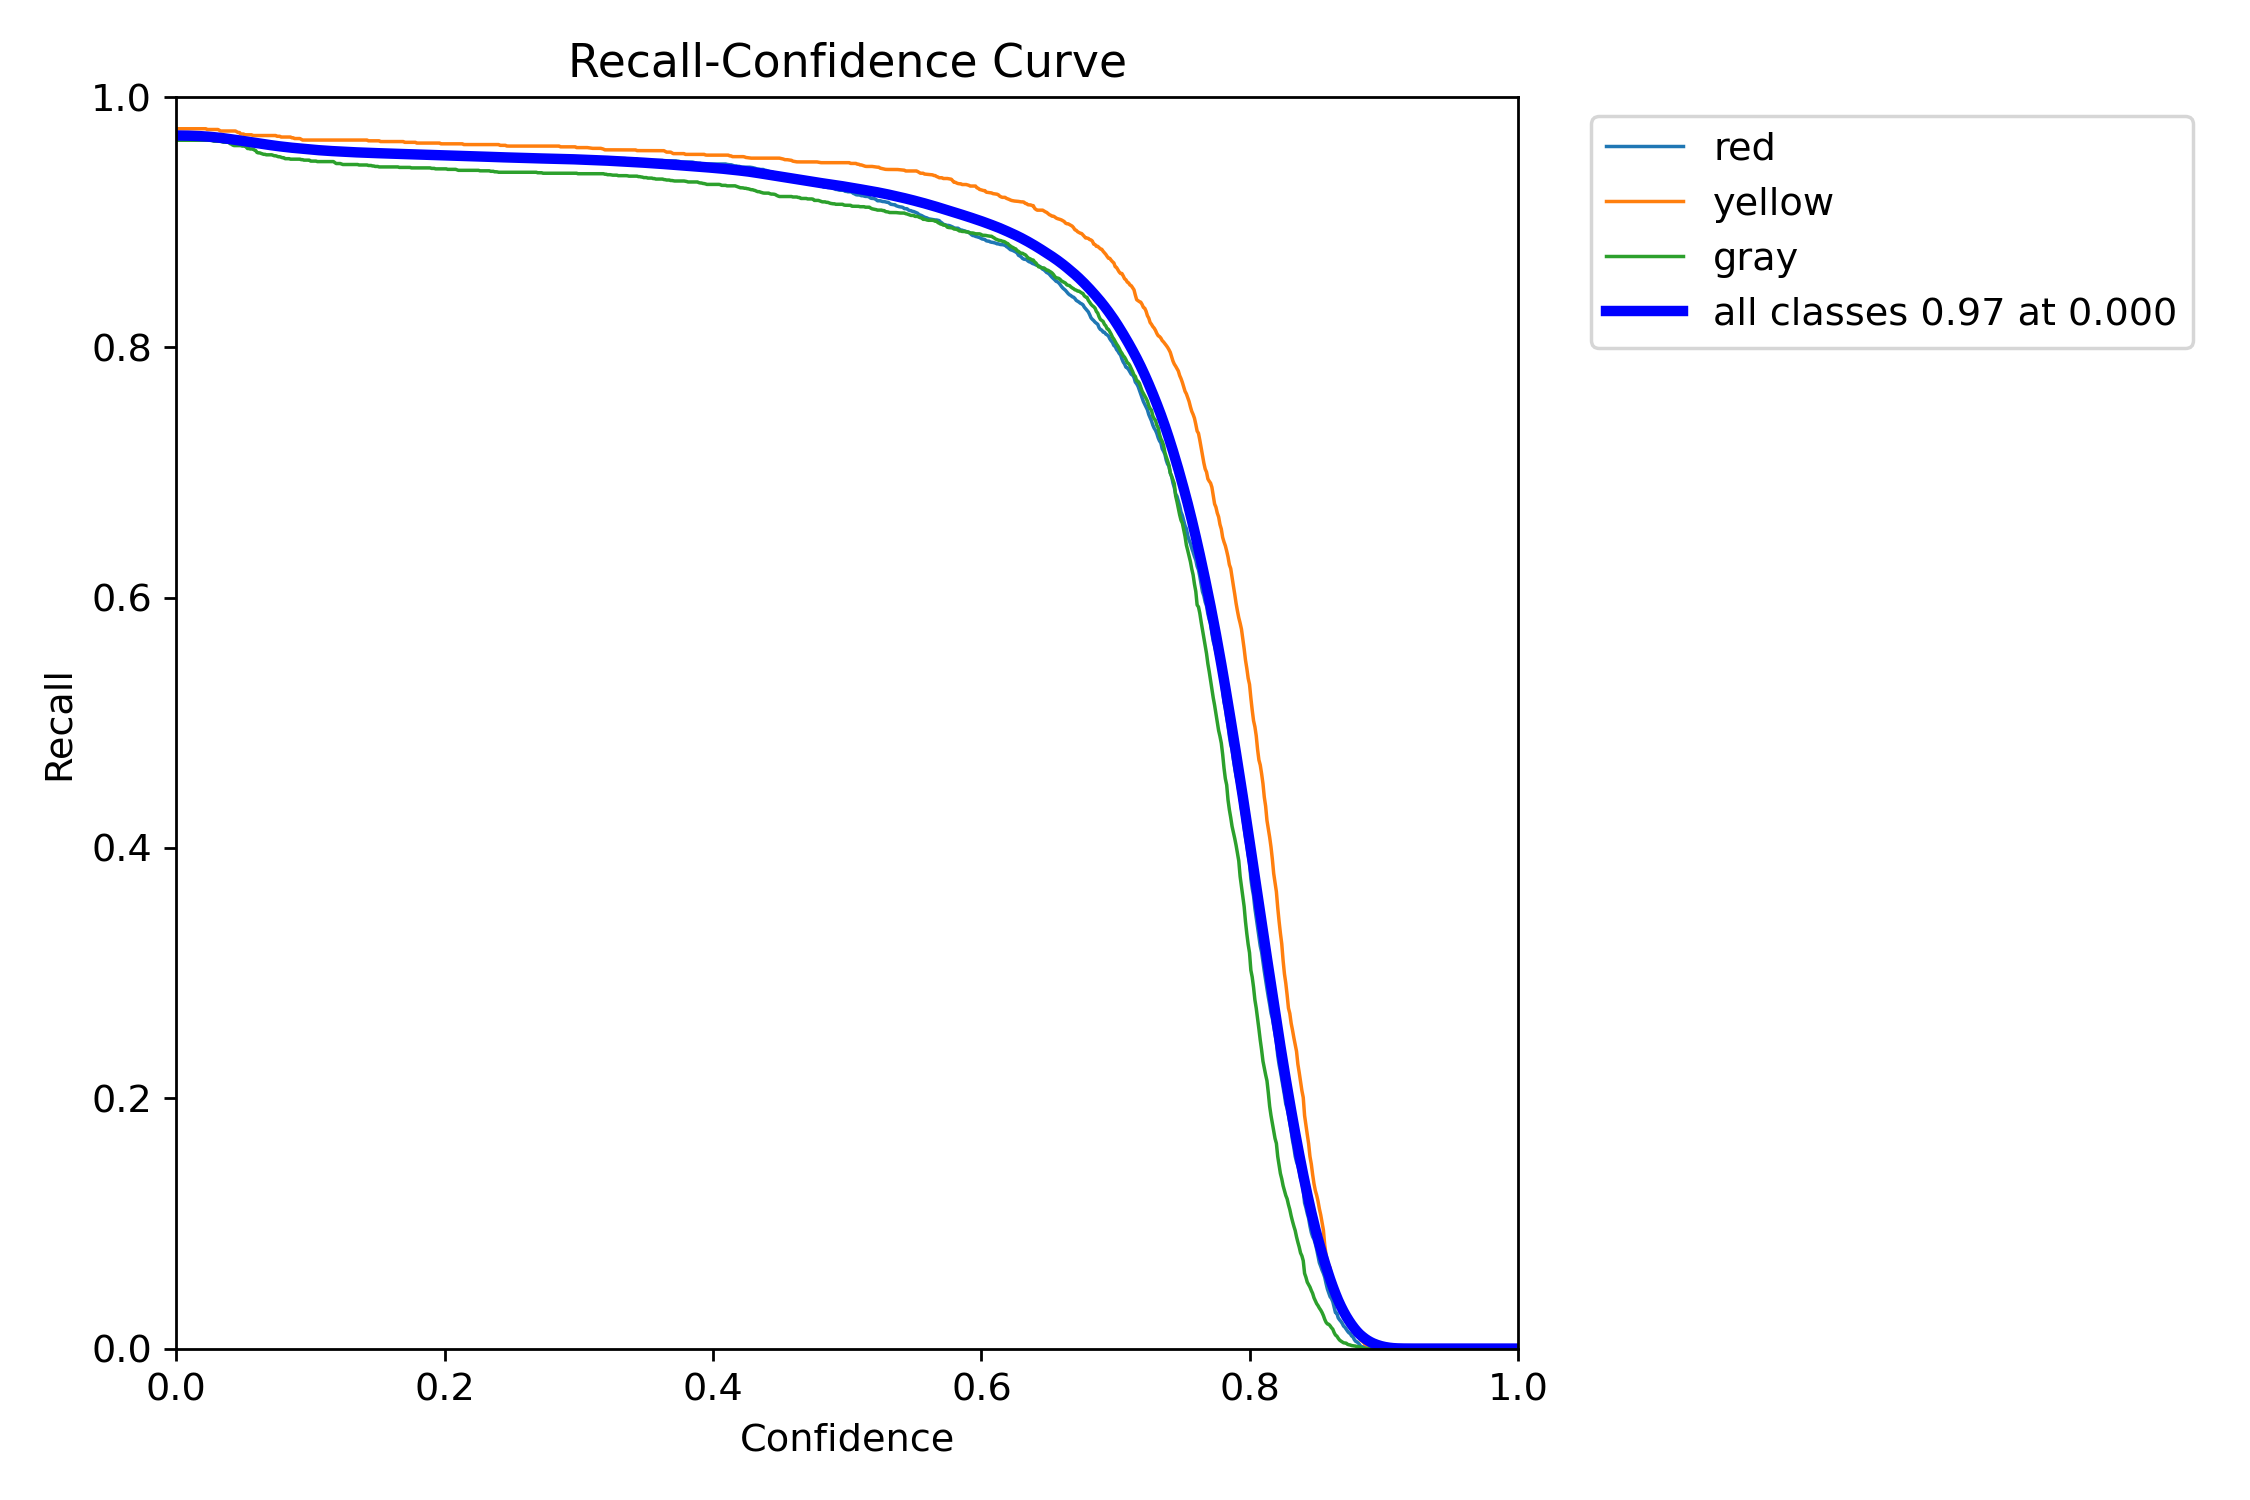 Recall-Confidence Curve
1.0
0.8
0.6
0.4
0.2
0.0
Recall
0.0 0.2 0.4 0.6 0.8 1.0
Confidence
red
yellow
gray
all classes 0.97 at 0.000